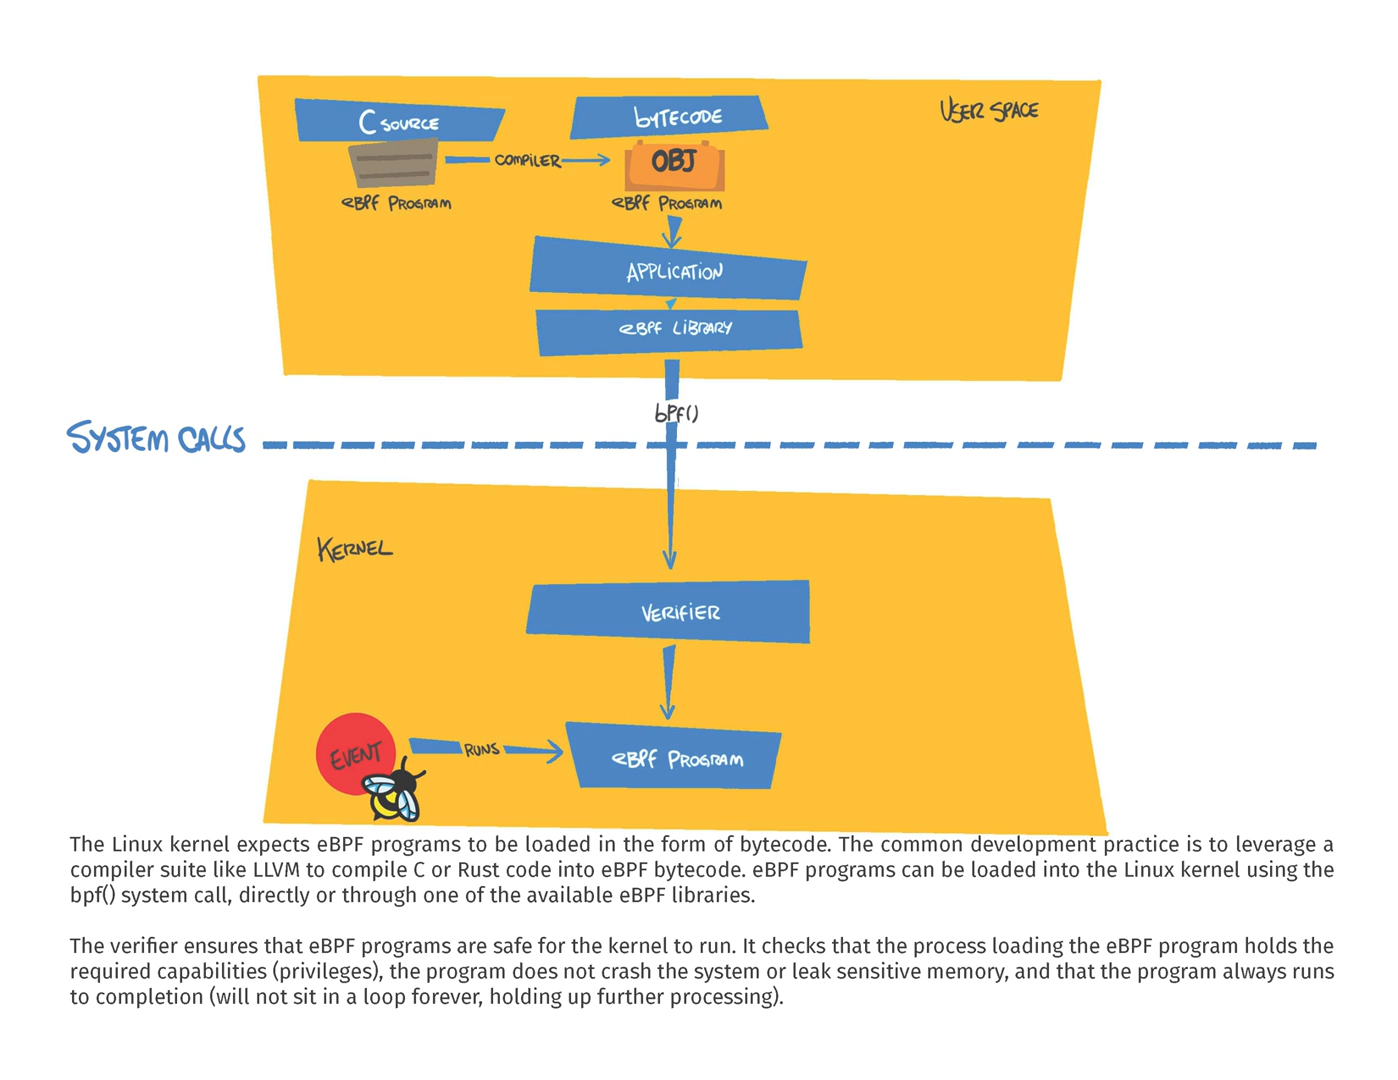 C SOURCE
BYTECODE
USER SPACE
COMPILER
OBJ
eBPF PROGRAM
eBPF PROGRAM
APPLICATION
eBPF LIBRARY
bPf()
SYSTEM CALLS
KERNEL
VERIFIER
EVENT
RUNS
eBPF PROGRAM
The Linux kernel expects eBPF programs to be loaded in the form of bytecode. The common development practice is to leverage a
compiler suite like LLVM to compile C or Rust code into eBPF bytecode. eBPF programs can be loaded into the Linux kernel using the
bpf() system call, directly or through one of the available eBPF libraries.
The verifier ensures that eBPF programs are safe for the kernel to run. It checks that the process loading the eBPF program holds the
required capabilities (privileges), the program does not crash the system or leak sensitive memory, and that the program always runs
to completion (will not sit in a loop forever, holding up further processing).